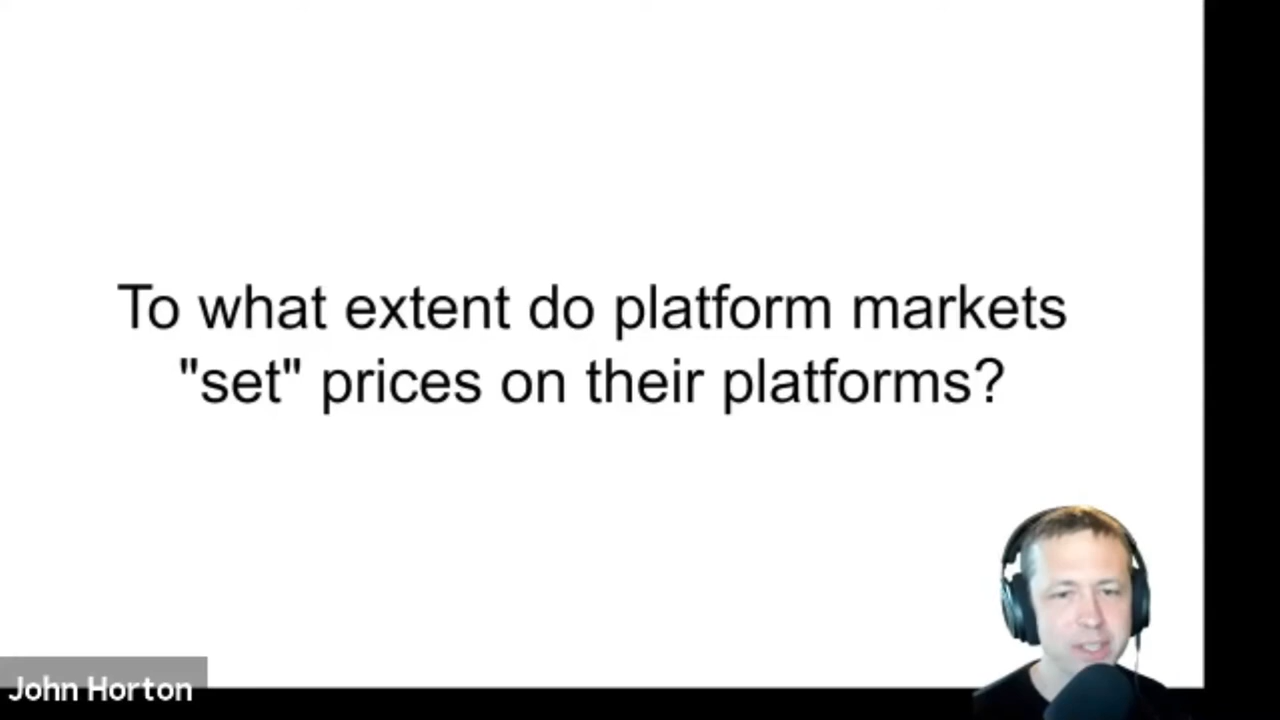 To what extent do platform markets
"set" prices on their platforms?
John Horton